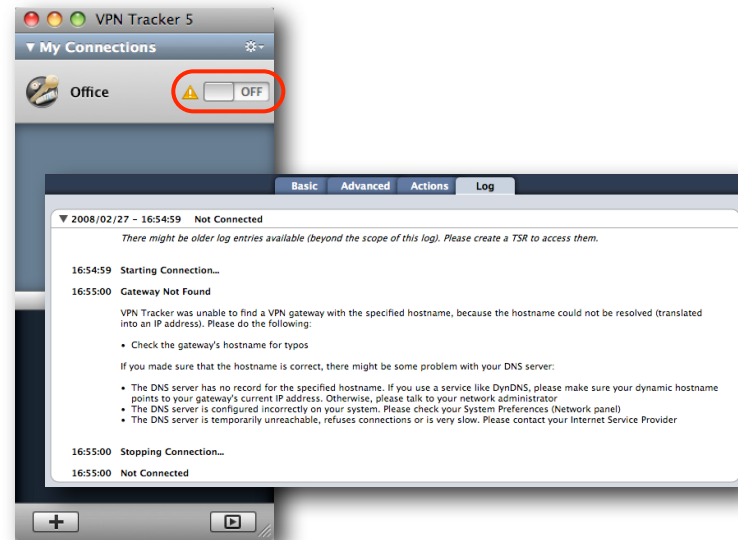 VPN Tracker 5
My Connections
Office
OFF
Basic Advanced Actions Log
2008/02/27 – 16:54:59 Not Connected
There might be older log entries available (beyond the scope of this log). Please create a TSR to access them.
16:54:59 Starting Connection...
16:55:00 Gateway Not Found
VPN Tracker was unable to find a VPN gateway with the specified hostname, because the hostname could not be resolved (translated
into an IP address). Please do the following:
• Check the gateway's hostname for typos
If you made sure that the hostname is correct, there might be some problem with your DNS server:
• The DNS server has no record for the specified hostname. If you use a service like DynDNS, please make sure your dynamic hostname
points to your gateway's current IP address. Otherwise, please talk to your network administrator
• The DNS server is configured incorrectly on your system. Please check your System Preferences (Network panel)
• The DNS server is temporarily unreachable, refuses connections or is very slow. Please contact your Internet Service Provider
16:55:00 Stopping Connection...
16:55:00 Not Connected